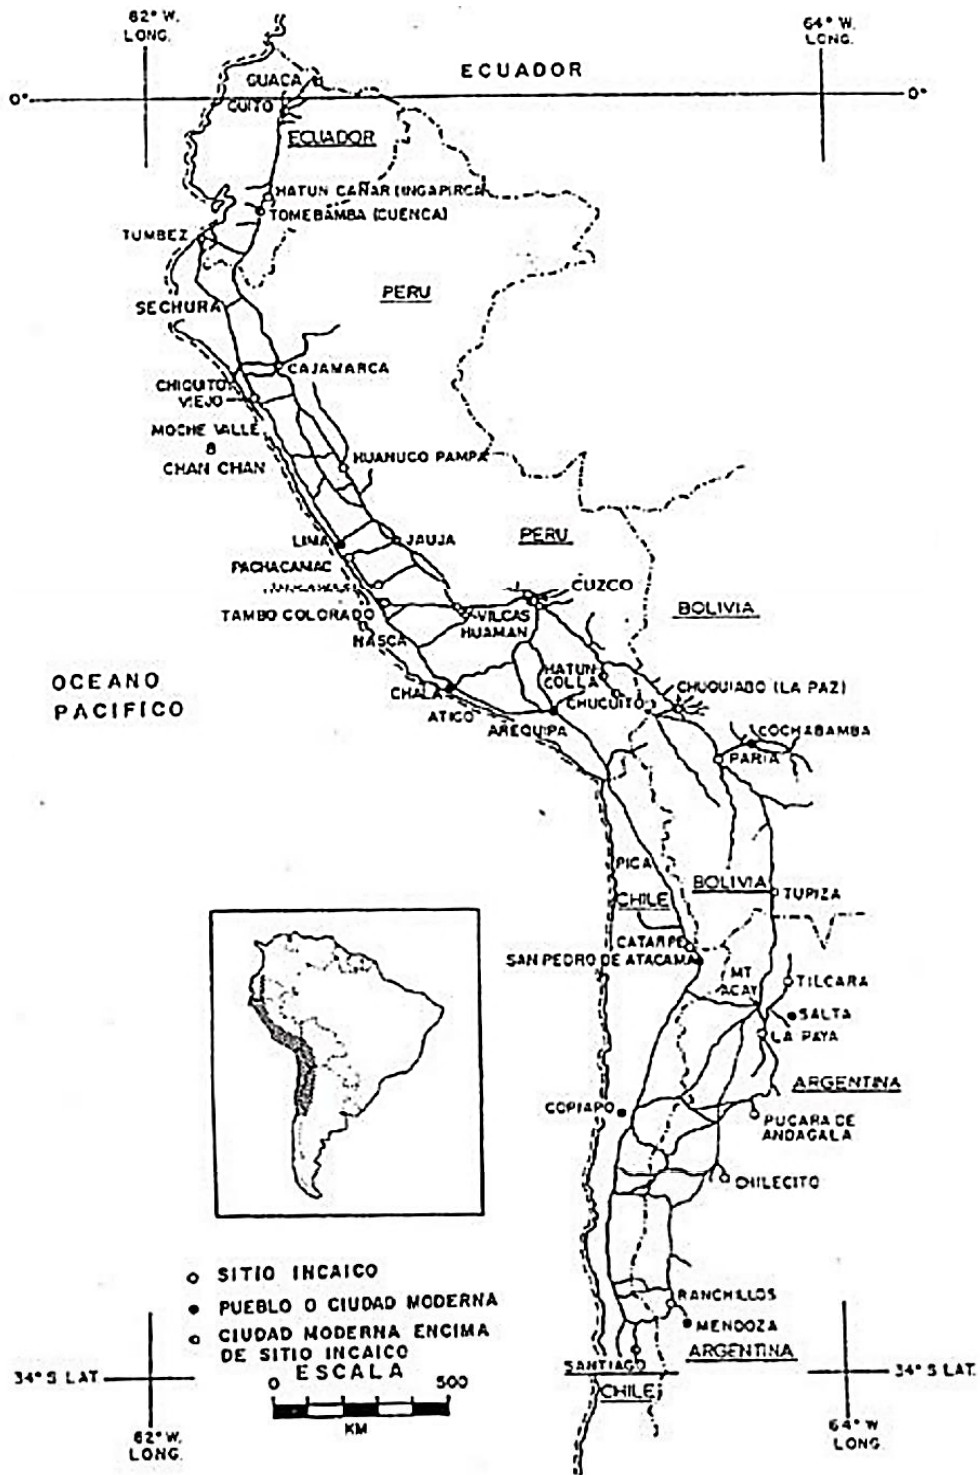 82° W.
LONG.
64° W.
LONG.
GUACA
ECUADOR
0°
QUITO
0°
ECUADOR
HATUN CAÑAR (INGAPIRCA
TOMEBAMBA (CUENCA)
TUMBEZ
PERU
SECHURA
CAJAMARCA
CHIQUITO
VIEJO
MOCHE VALLE
8
CHAN CHAN
HUANUCO PAMPA
LIMA
JAUJA
PERU
PACHACAMAC
CUZCO
TAMBO COLORADO
VILCAS
HUAMAN
BOLIVIA
NASCA
HATUN
COLLA
OCEANO
PACIFICO
CHALA
CHUCUITO
CHUQUIABO (LA PAZ)
ATICO
AREQUIPA
COCHABAMBA
PARIA
PICA
BOLIVIA
TUPIZA
CHILE
CATARPE
SAN PEDRO DE ATACAMA
MT
ACAY
TILCARA
SALTA
LA PAYA
ARGENTINA
COPIAPO
PUCARA DE
ANDAGALA
CHILECITO
SITIO INCAICO
PUEBLO O CIUDAD MODERNA
CIUDAD MODERNA ENCIMA
DE SITIO INCAICO
RANCHILLOS
MENDOZA
ARGENTINA
SANTIAGO
CHILE
34° S LAT.
ESCALA
0 500
KM
34° S LAT.
82° W.
LONG.
64° W.
LONG.